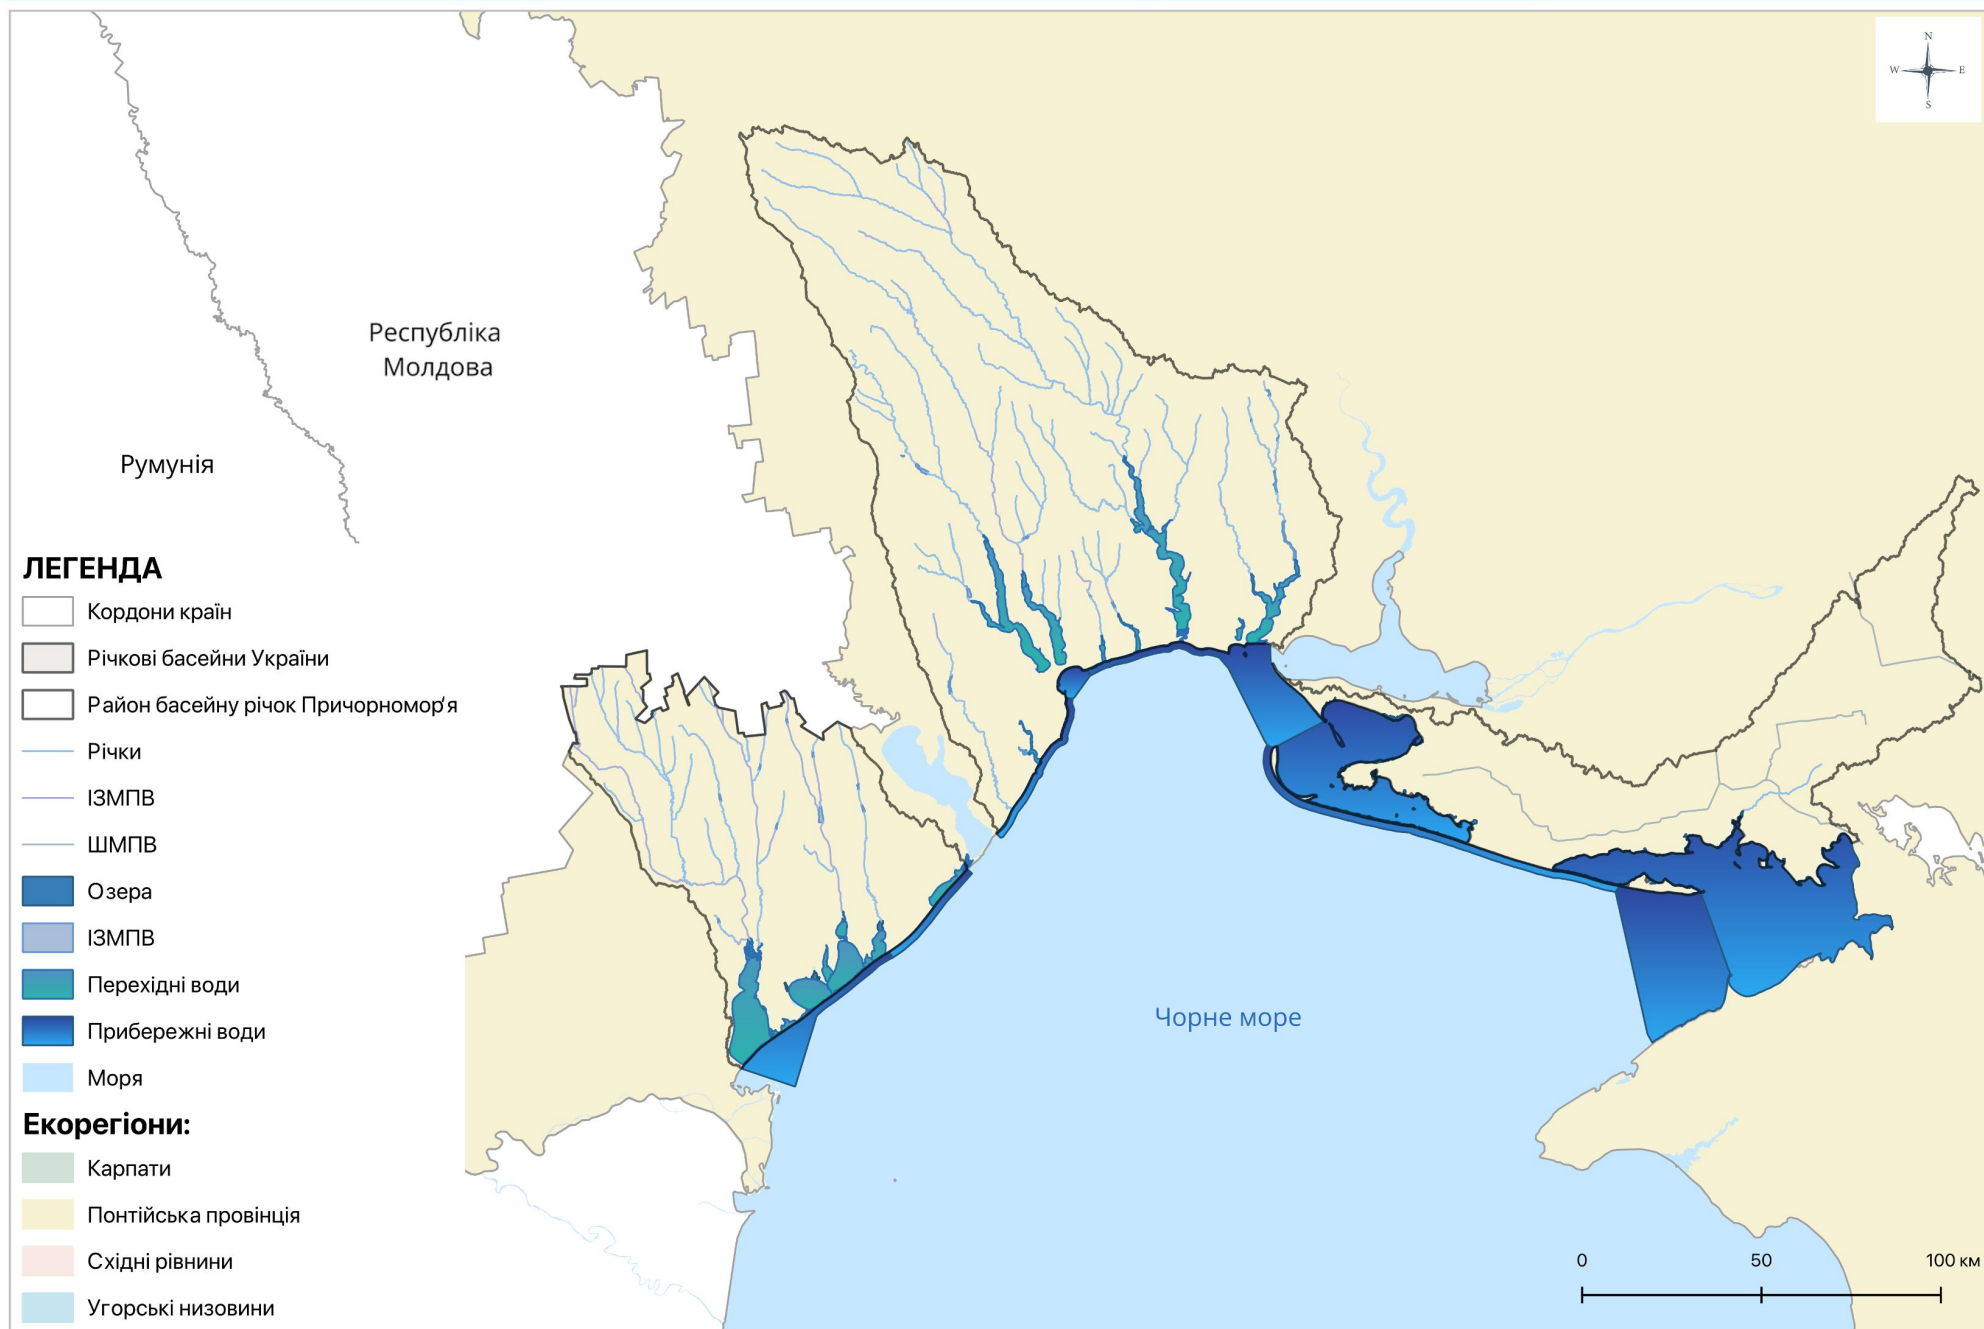 N
W E
S
Республіка
Молдова
Румунія
ЛЕГЕНДА
Кордони країн
Річкові басейни України
Район басейну річок Причорномор'я
Річки
ІЗМПВ
ШМПВ
Озера
ІЗМПВ
Перехідні води
Прибережні води
Моря
Екорегіони:
Карпати
Понтійська провінція
Східні рівнини
Угорські низовини
Чорне море
0 50 100 км